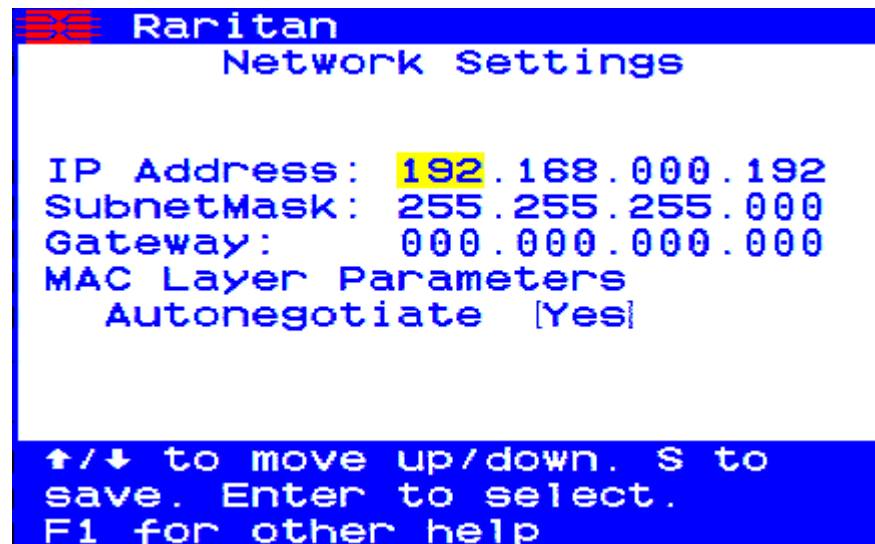 Raritan
Network Settings
IP Address: 192.168.000.192
SubnetMask: 255.255.255.000
Gateway: 000.000.000.000
MAC Layer Parameters
Autonegotiate [Yes]
↑/↓ to move up/down. S to
save. Enter to select.
F1 for other help